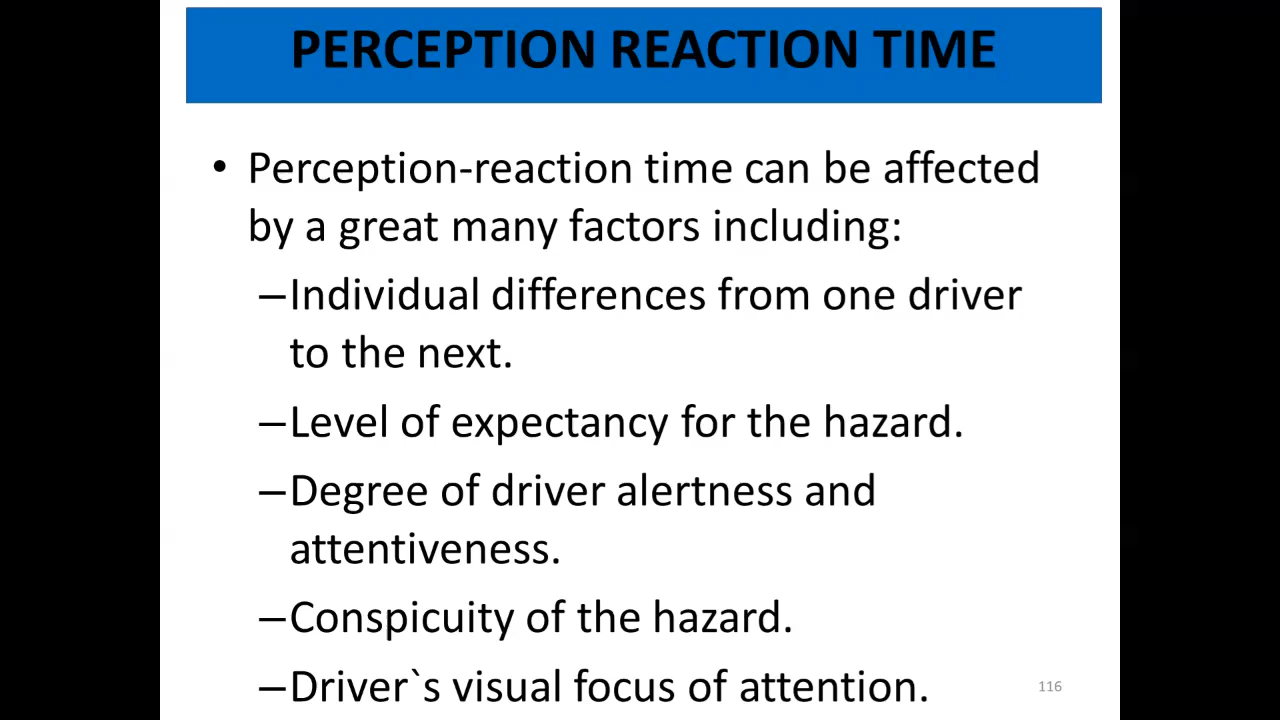 PERCEPTION REACTION TIME
• Perception-reaction time can be affected
by a great many factors including:
–Individual differences from one driver
to the next.
–Level of expectancy for the hazard.
–Degree of driver alertness and
attentiveness.
–Conspicuity of the hazard.
–Driver`s visual focus of attention.
116